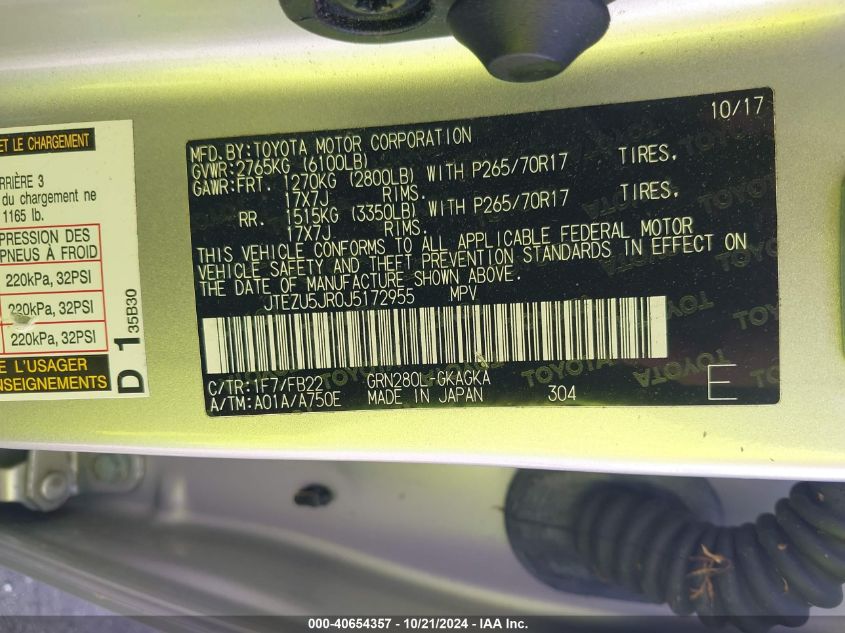 ET LE CHARGEMENT
RRIÈRE 3
du chargement ne
1165 lb.
PRESSION DES
PNEUS À FROID
220kPa, 32PSI
220kPa, 32PSI
220kPa, 32PSI
L'USAGER
D 1 35B30
10/17
MFD.BY:TOYOTA MOTOR CORPORATION
GVWR:2765KG (6100LB)
GAWR:FRT. 1270KG (2800LB) WITH P265/70R17 TIRES,
17X7J RIMS.
RR. 1515KG (3350LB) WITH P265/70R17 TIRES,
17X7J RIMS.
THIS VEHICLE CONFORMS TO ALL APPLICABLE FEDERAL MOTOR
VEHICLE SAFETY AND THEFT PREVENTION STANDARDS IN EFFECT ON
THE DATE OF MANUFACTURE SHOWN ABOVE.
JTEZU5JR0J5172955 MPV
C/TR:1F7/FB22 GRN280L-GKAGKA
A/TM:A01A/A750E MADE IN JAPAN 304 E
000-40654357 - 10/21/2024 - IAA Inc.